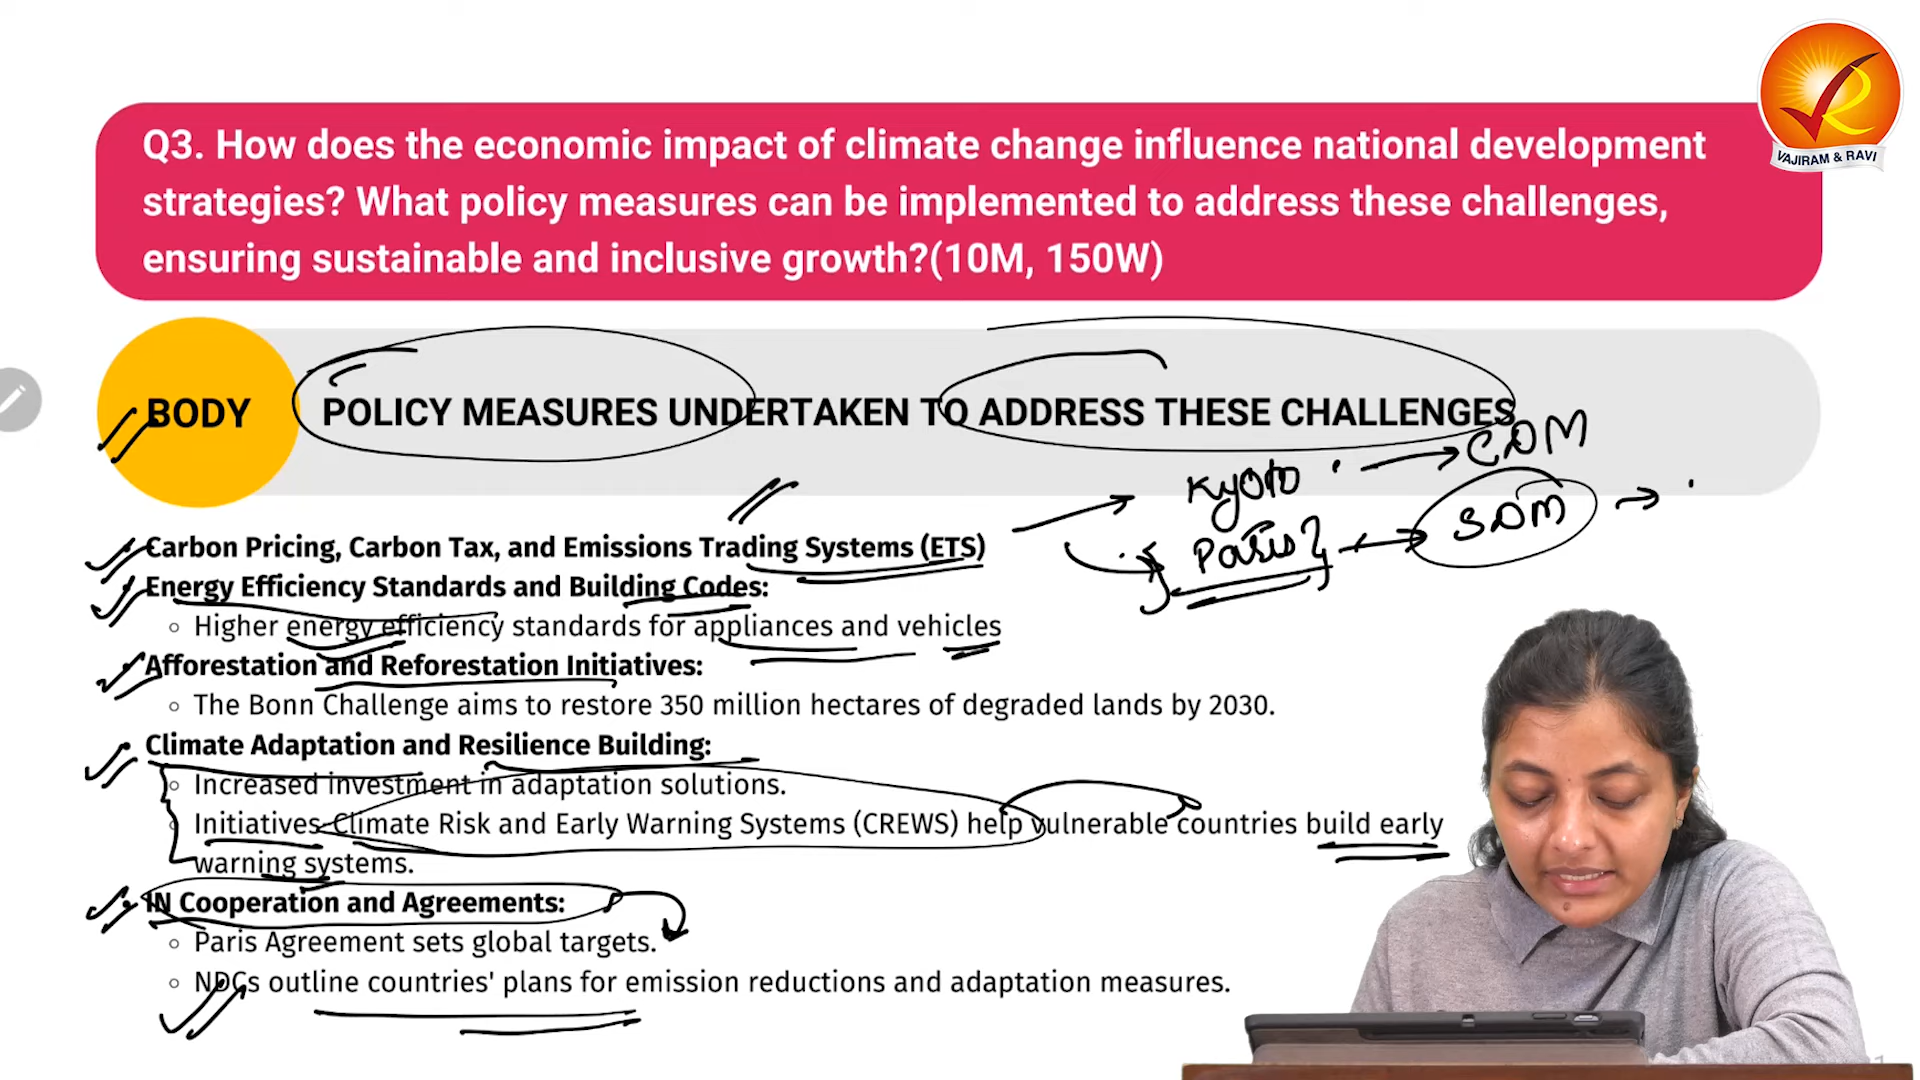 VAJIRAM & RAVI
Q3. How does the economic impact of climate change influence national development
strategies? What policy measures can be implemented to address these challenges,
ensuring sustainable and inclusive growth?(10M, 150W)
BODY
POLICY MEASURES UNDERTAKEN TO ADDRESS THESE CHALLENGES
Kyoto → CDM
Paris → SDM →
Carbon Pricing, Carbon Tax, and Emissions Trading Systems (ETS)
Energy Efficiency Standards and Building Codes:
Higher energy efficiency standards for appliances and vehicles
Afforestation and Reforestation Initiatives:
The Bonn Challenge aims to restore 350 million hectares of degraded lands by 2030.
Climate Adaptation and Resilience Building:
Increased investment in adaptation solutions.
Initiatives-Climate Risk and Early Warning Systems (CREWS) help vulnerable countries build early
warning systems.
IN Cooperation and Agreements:
Paris Agreement sets global targets.
NDCs outline countries' plans for emission reductions and adaptation measures.